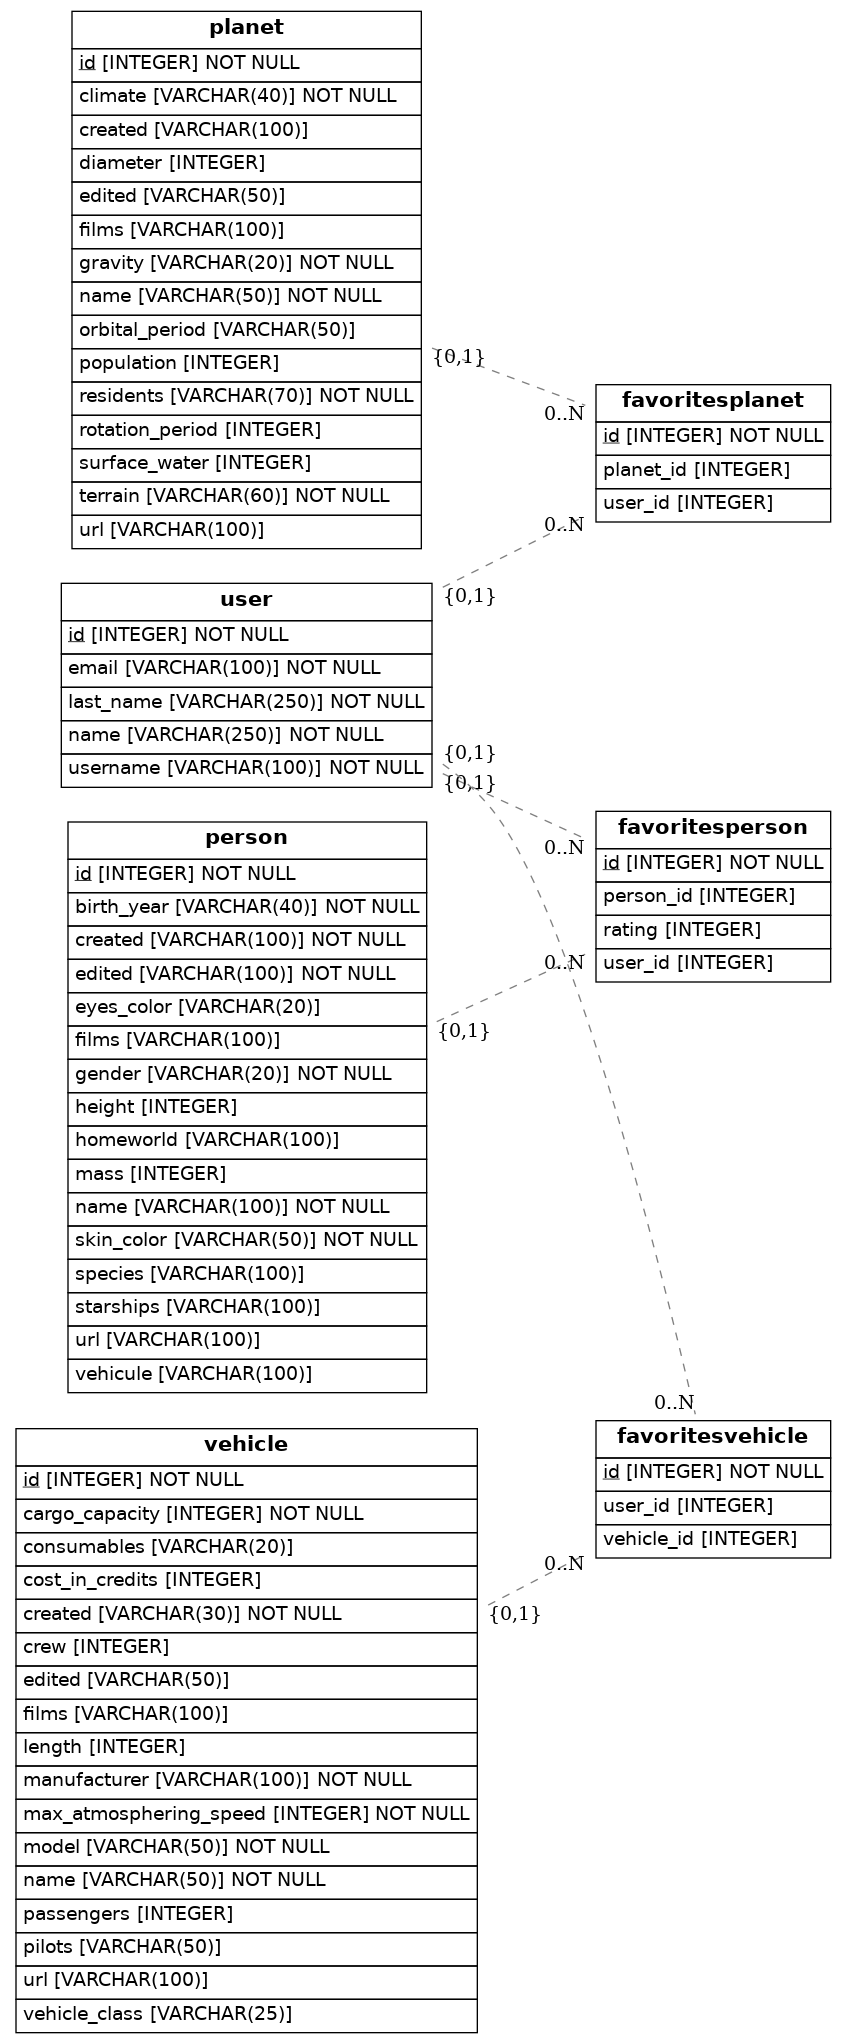 planet
id [INTEGER] NOT NULL
climate [VARCHAR(40)] NOT NULL
created [VARCHAR(100)]
diameter [INTEGER]
edited [VARCHAR(50)]
films [VARCHAR(100)]
gravity [VARCHAR(20)] NOT NULL
name [VARCHAR(50)] NOT NULL
orbital_period [VARCHAR(50)]
population [INTEGER]
residents [VARCHAR(70)] NOT NULL
rotation_period [INTEGER]
surface_water [INTEGER]
terrain [VARCHAR(60)] NOT NULL
url [VARCHAR(100)]
{0,1}
0..N
favoritesplanet
id [INTEGER] NOT NULL
planet_id [INTEGER]
user_id [INTEGER]
0..N
{0,1}
user
id [INTEGER] NOT NULL
email [VARCHAR(100)] NOT NULL
last_name [VARCHAR(250)] NOT NULL
name [VARCHAR(250)] NOT NULL
username [VARCHAR(100)] NOT NULL
{0,1}
{0,1}
0..N
favoritesperson
id [INTEGER] NOT NULL
person_id [INTEGER]
rating [INTEGER]
user_id [INTEGER]
0..N
{0,1}
person
id [INTEGER] NOT NULL
birth_year [VARCHAR(40)] NOT NULL
created [VARCHAR(100)] NOT NULL
edited [VARCHAR(100)] NOT NULL
eyes_color [VARCHAR(20)]
films [VARCHAR(100)]
gender [VARCHAR(20)] NOT NULL
height [INTEGER]
homeworld [VARCHAR(100)]
mass [INTEGER]
name [VARCHAR(100)] NOT NULL
skin_color [VARCHAR(50)] NOT NULL
species [VARCHAR(100)]
starships [VARCHAR(100)]
url [VARCHAR(100)]
vehicule [VARCHAR(100)]
0..N
favoritesvehicle
id [INTEGER] NOT NULL
user_id [INTEGER]
vehicle_id [INTEGER]
0..N
{0,1}
vehicle
id [INTEGER] NOT NULL
cargo_capacity [INTEGER] NOT NULL
consumables [VARCHAR(20)]
cost_in_credits [INTEGER]
created [VARCHAR(30)] NOT NULL
crew [INTEGER]
edited [VARCHAR(50)]
films [VARCHAR(100)]
length [INTEGER]
manufacturer [VARCHAR(100)] NOT NULL
max_atmosphering_speed [INTEGER] NOT NULL
model [VARCHAR(50)] NOT NULL
name [VARCHAR(50)] NOT NULL
passengers [INTEGER]
pilots [VARCHAR(50)]
url [VARCHAR(100)]
vehicle_class [VARCHAR(25)]